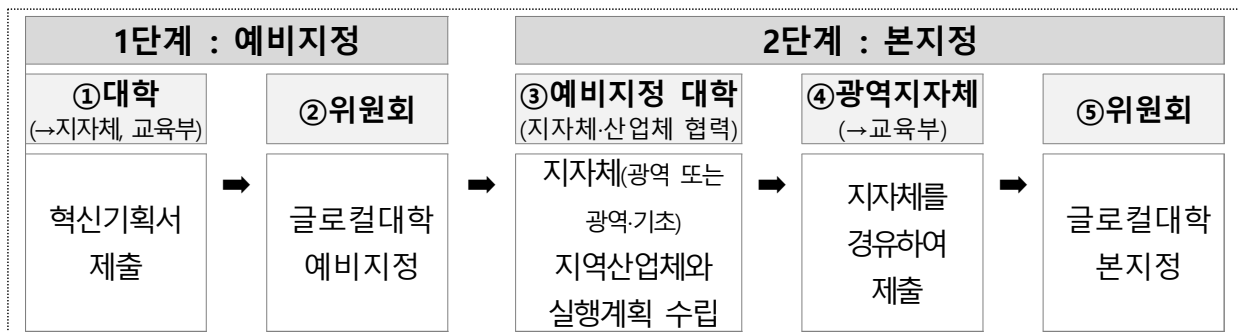 1단계 : 예비지정
2단계 : 본지정
①대학
(→지자체, 교육부)
②위원회
③예비지정 대학
(지자체·산업체 협력)
④광역지자체
(→교육부)
⑤위원회
혁신기획서
제출
➡
글로컬대학
예비지정
➡
지자체(광역 또는
광역·기초)
지역산업체와
실행계획 수립
➡
지자체를
경유하여
제출
➡
글로컬대학
본지정